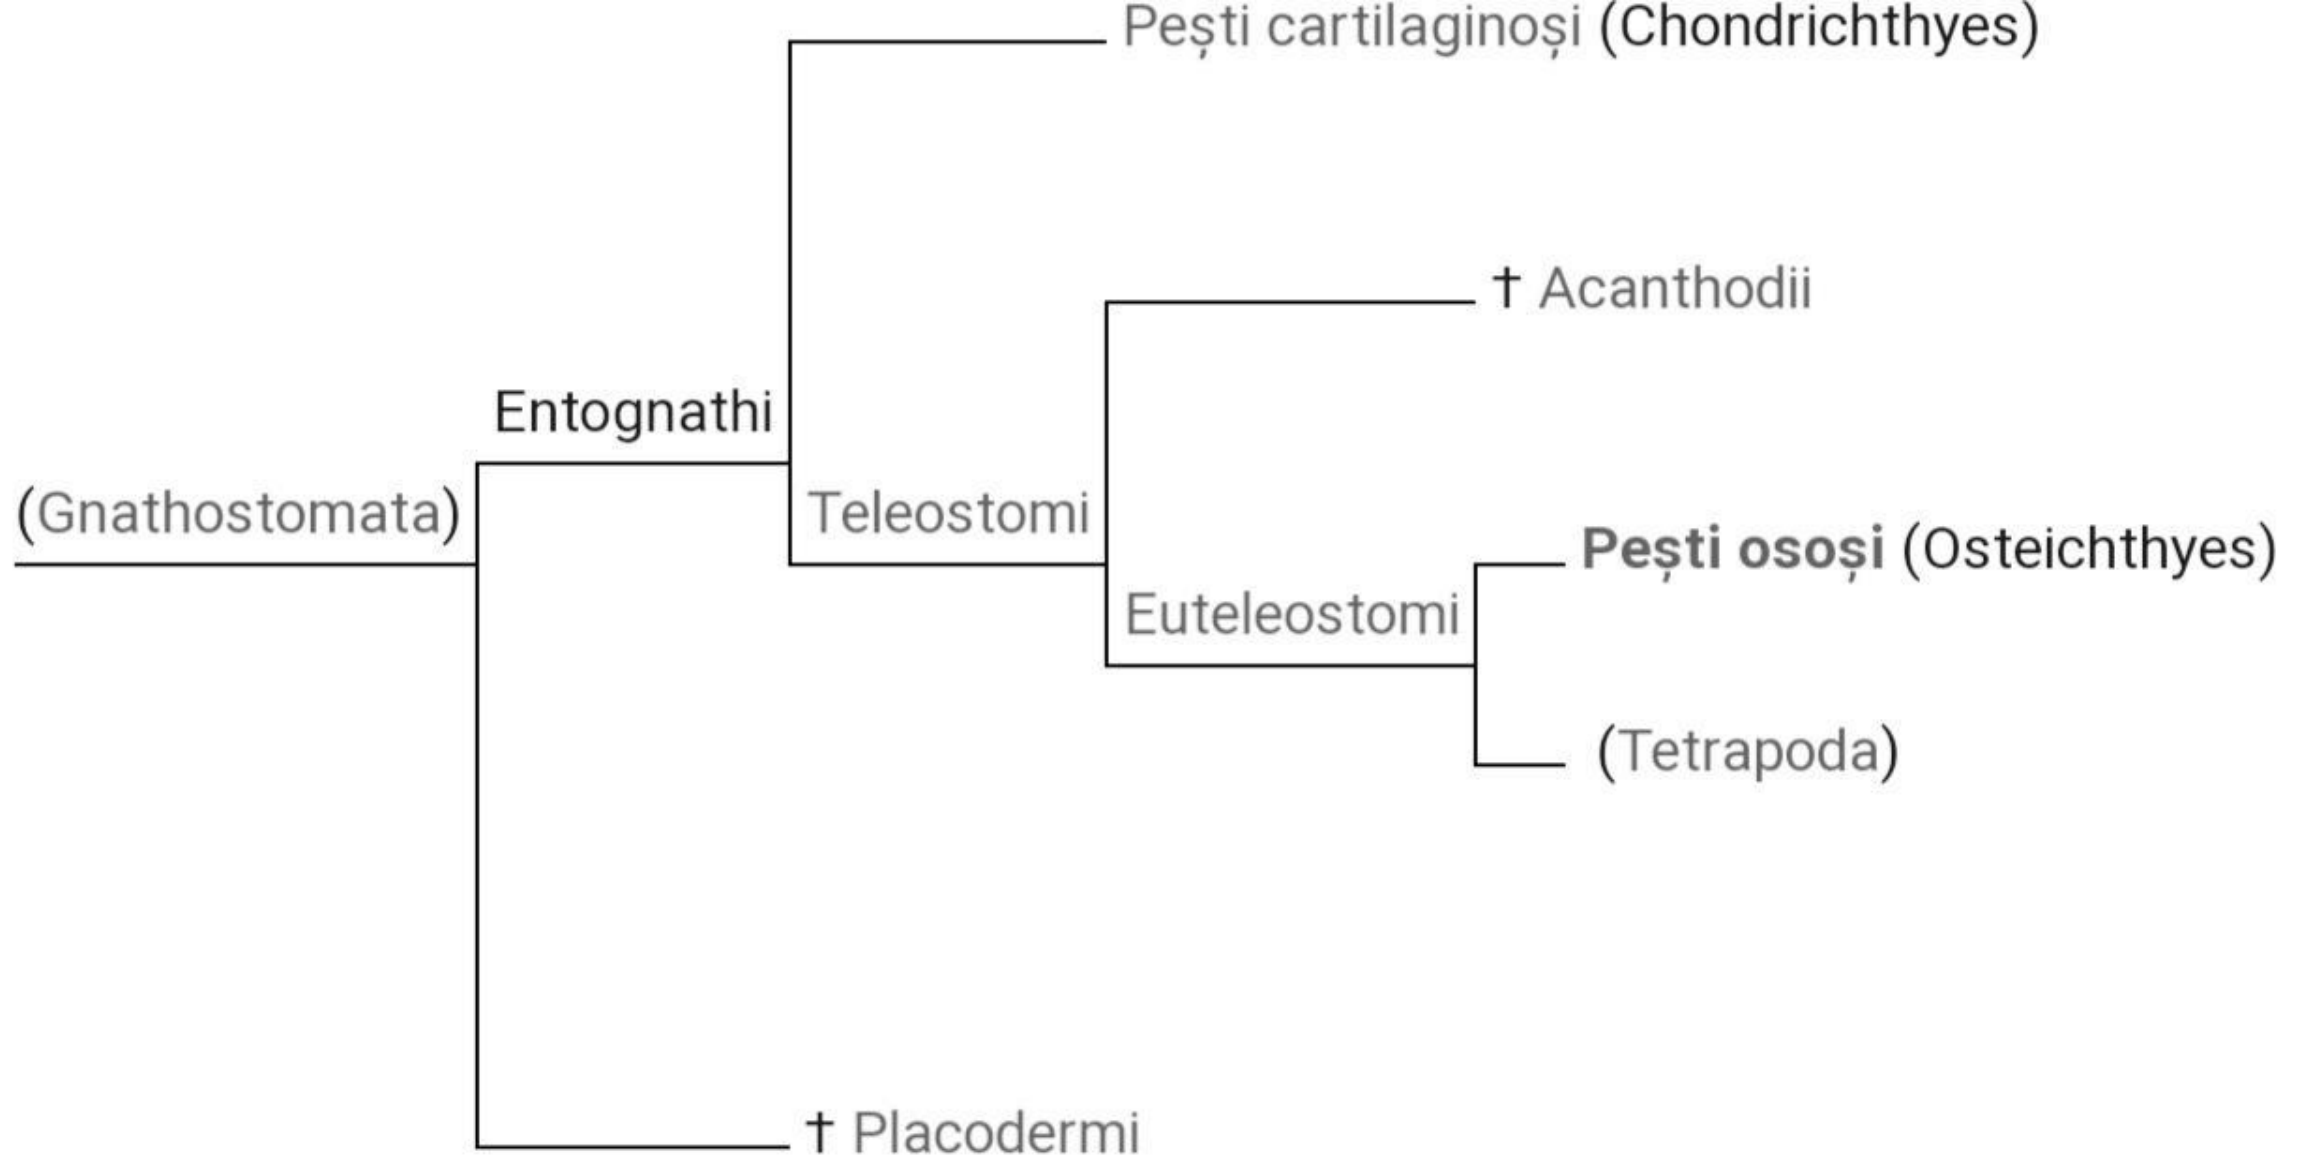 Pești cartilaginoși (Chondrichthyes)
† Acanthodii
Entognathi
(Gnathostomata)
Teleostomi
Pești osoși (Osteichthyes)
Euteleostomi
(Tetrapoda)
† Placodermi